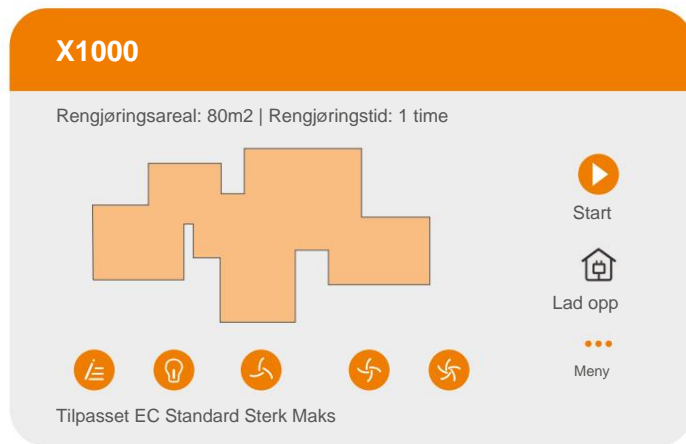 X1000
Rengjøringsareal: 80m2 | Rengjøringstid: 1 time
Start
Lad opp
Meny
Tilpasset EC Standard Sterk Maks